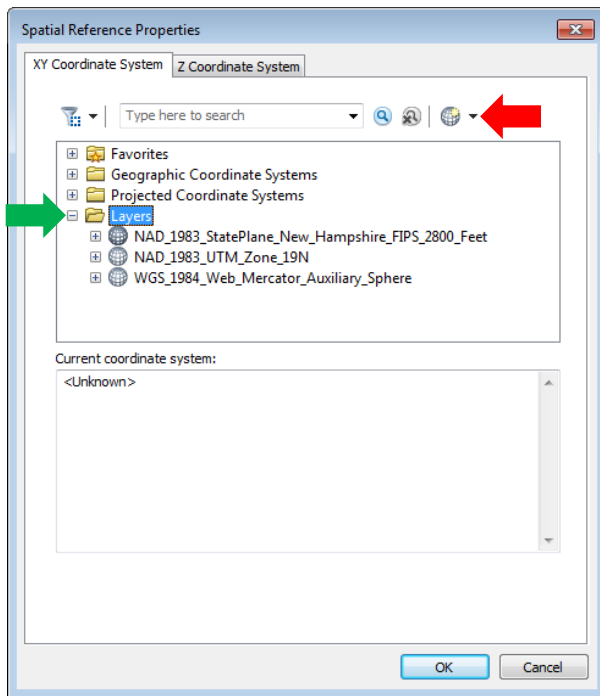 Spatial Reference Properties
XY Coordinate System
Z Coordinate System
Type here to search
Favorites
Geographic Coordinate Systems
Projected Coordinate Systems
Layers
NAD_1983_StatePlane_New_Hampshire_FIPS_2800_Feet
NAD_1983_UTM_Zone_19N
WGS_1984_Web_Mercator_Auxiliary_Sphere
Current coordinate system:
<Unknown>
OK
Cancel